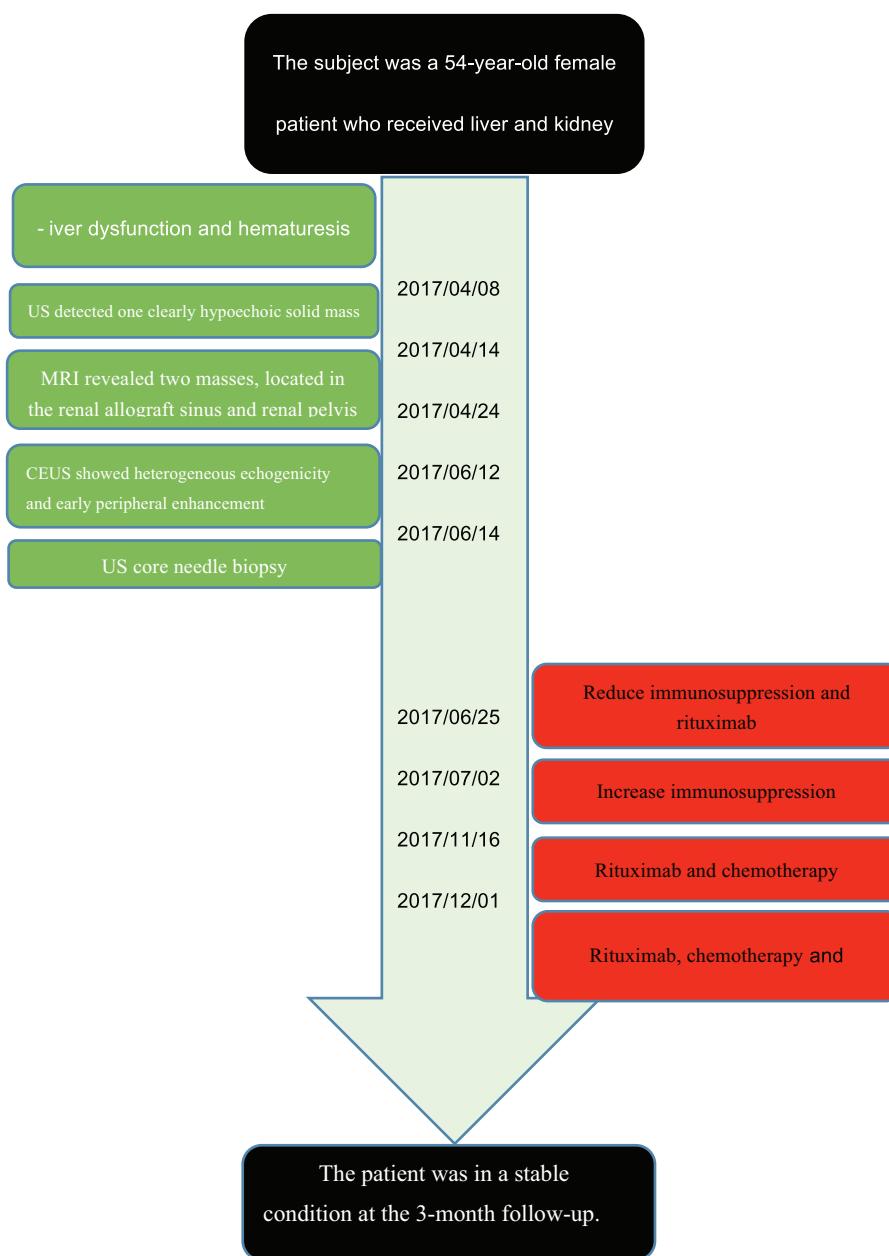 The subject was a 54-year-old female
patient who received liver and kidney
- iver dysfunction and hematuresis
US detected one clearly hypoechoic solid mass
MRI revealed two masses, located in
the renal allograft sinus and renal pelvis
CEUS showed heterogeneous echogenicity
and early peripheral enhancement
US core needle biopsy
2017/04/08
2017/04/14
2017/04/24
2017/06/12
2017/06/14
2017/06/25
2017/07/02
2017/11/16
2017/12/01
Reduce immunosuppression and
rituximab
Increase immunosuppression
Rituximab and chemotherapy
Rituximab, chemotherapy and
The patient was in a stable
condition at the 3-month follow-up.